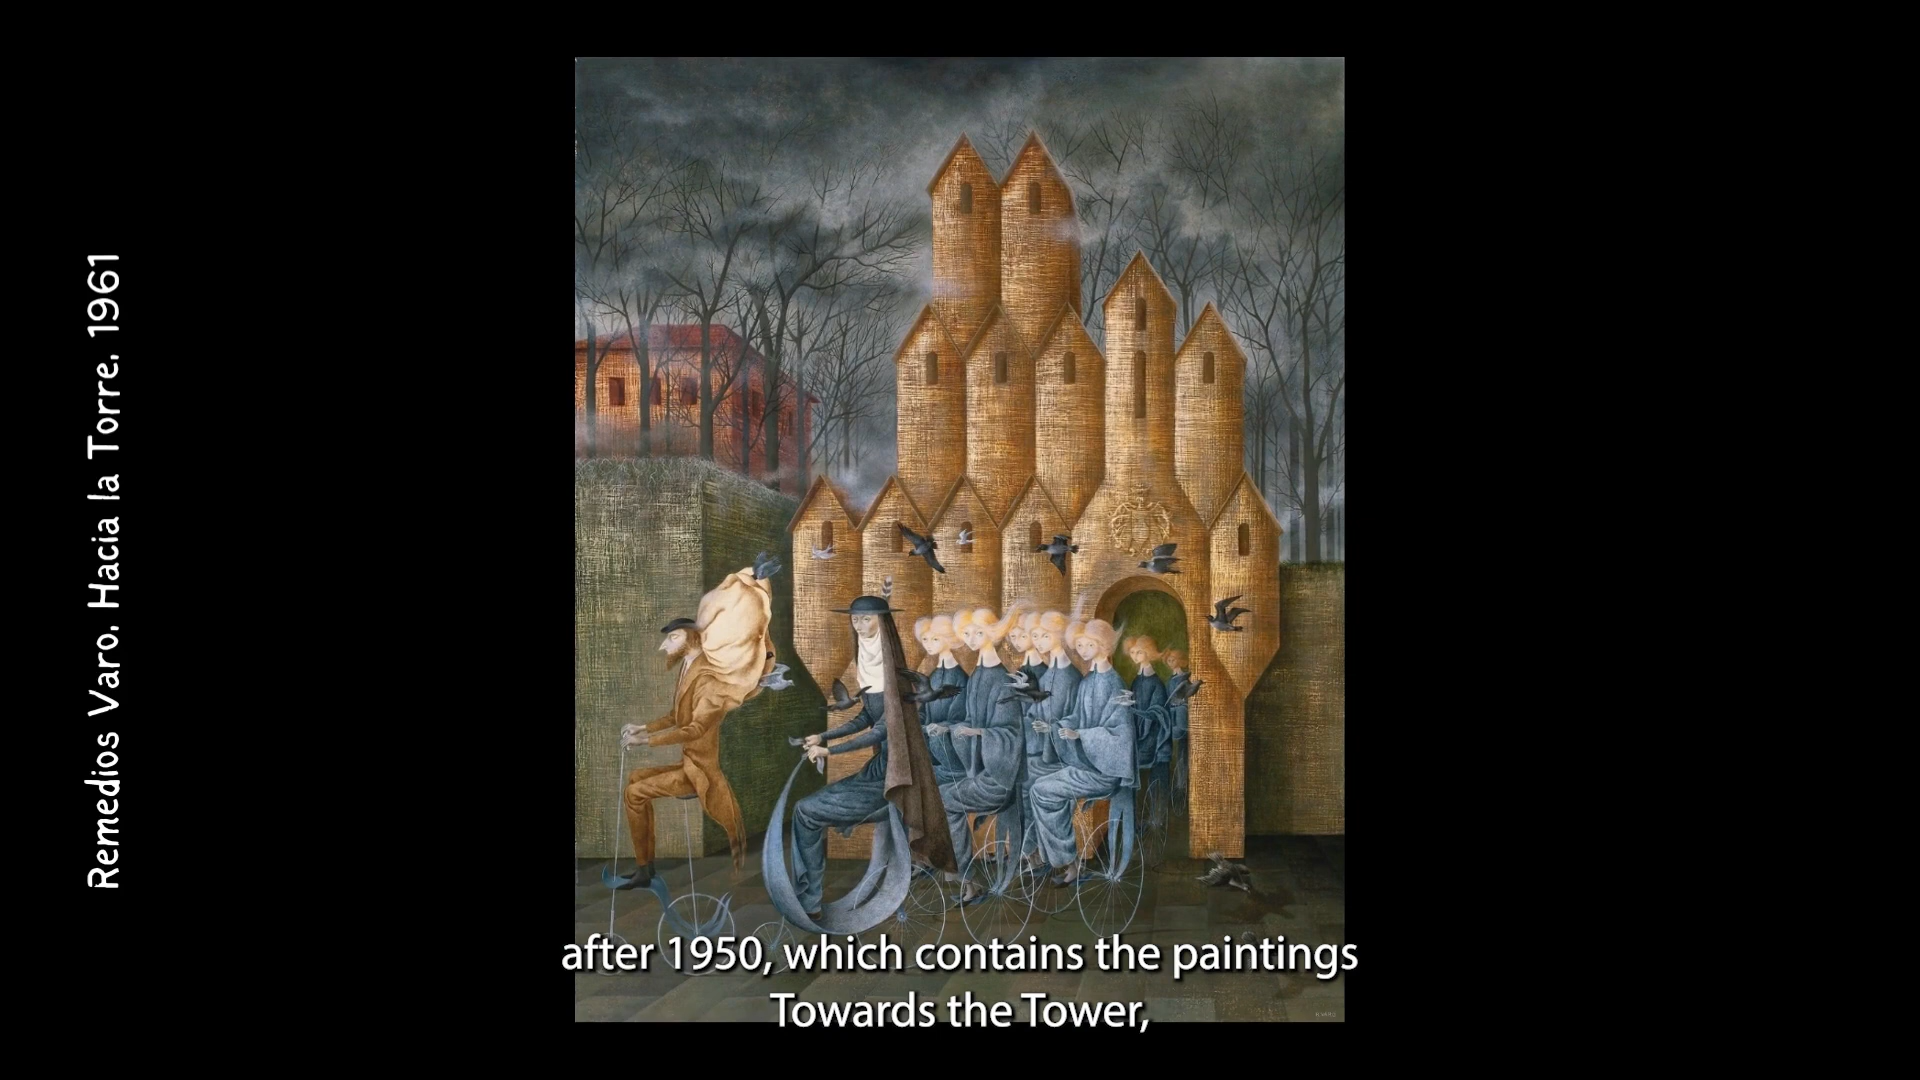 Remedios Varo. Hacia la Torre. 1961
after 1950, which contains the paintings
Towards the Tower,